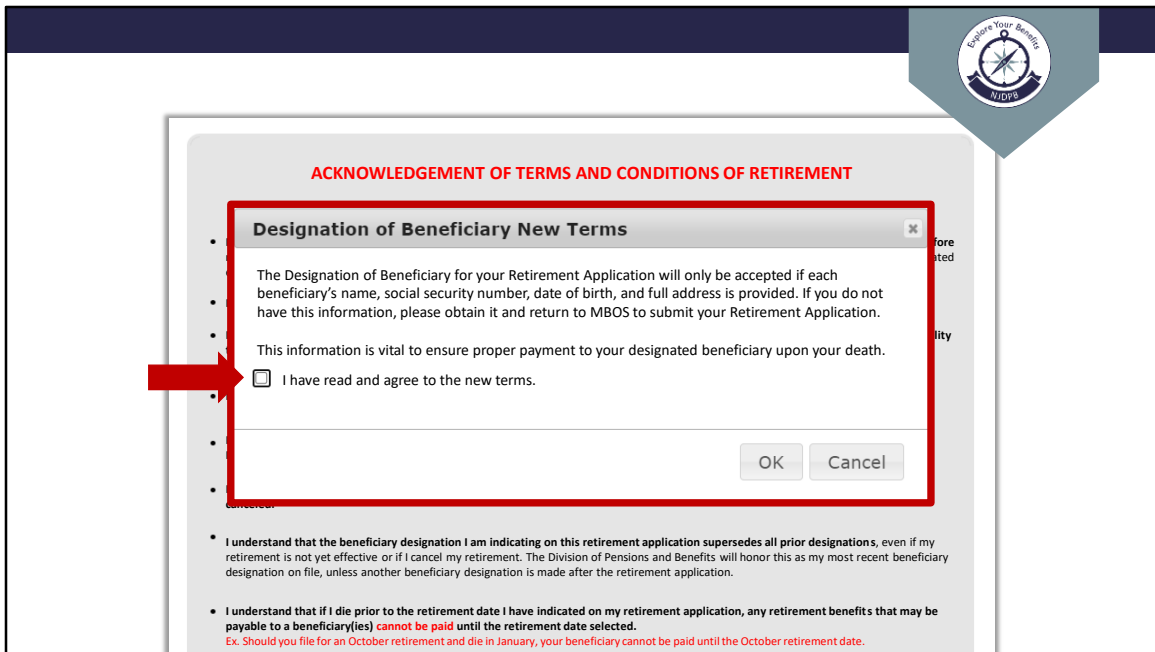 Explore Your Benefits
NJDPB
ACKNOWLEDGEMENT OF TERMS AND CONDITIONS OF RETIREMENT
Designation of Beneficiary New Terms
The Designation of Beneficiary for your Retirement Application will only be accepted if each
beneficiary's name, social security number, date of birth, and full address is provided. If you do not
have this information, please obtain it and return to MBOS to submit your Retirement Application.
This information is vital to ensure proper payment to your designated beneficiary upon your death.
I have read and agree to the new terms.
OK Cancel
• I understand that the beneficiary designation I am indicating on this retirement application supersedes all prior designations, even if my
retirement is not yet effective or if I cancel my retirement. The Division of Pensions and Benefits will honor this as my most recent beneficiary
designation on file, unless another beneficiary designation is made after the retirement application.
• I understand that if I die prior to the retirement date I have indicated on my retirement application, any retirement benefits that may be
payable to a beneficiary(ies) cannot be paid until the retirement date selected.
Ex. Should you file for an October retirement and die in January, your beneficiary cannot be paid until the October retirement date.